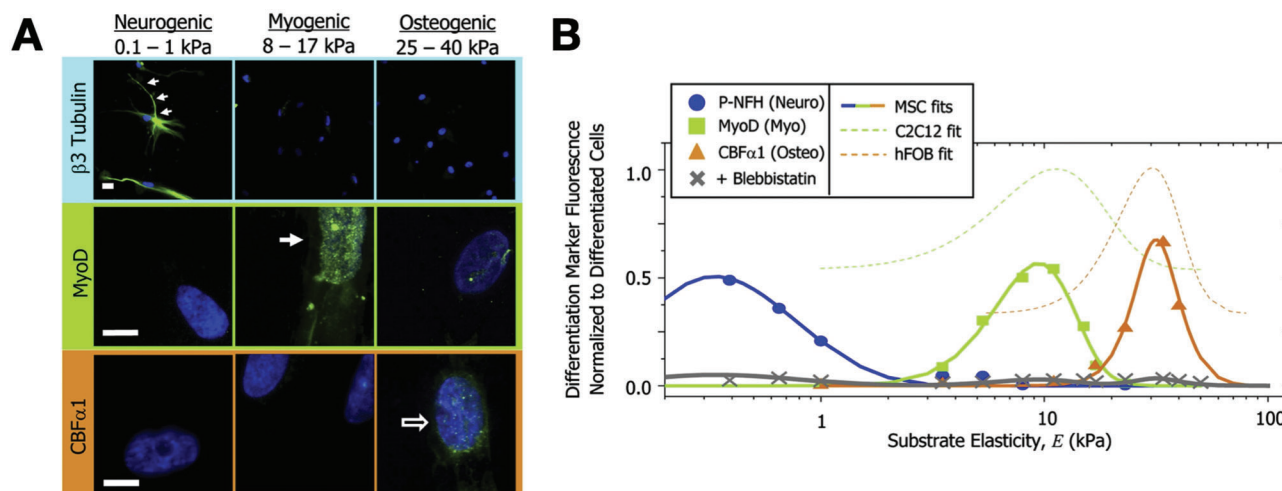 A
Neurogenic
0.1 – 1 kPa
Myogenic
8 – 17 kPa
Osteogenic
25 – 40 kPa
β3 Tubulin
MyoD
CBFα1
B
P-NFH (Neuro)
MyoD (Myo)
CBFα1 (Osteo)
+ Blebbistatin
MSC fits
C2C12 fit
hFOB fit
Differentiation Marker Fluorescnce
Normalized to Differentiated Cells
1.0
0.5
0.0
1
10
100
Substrate Elasticity, E (kPa)